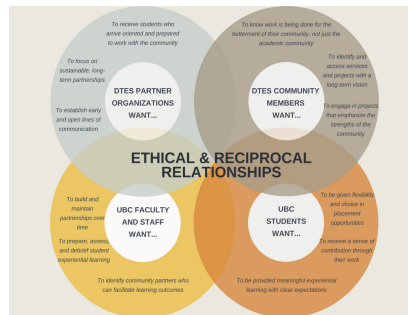 To receive students who
arrive oriented and prepared
to work with the community
To focus on
sustainable, long-
term partnerships
To establish early
and open lines of
communication
DTES PARTNER
ORGANIZATIONS
WANT...
To know work is being done for the
betterment of their community, not just the
academic community
To identify and
access services
and projects with a
long-term vision
To engage in projects
that emphasize the
strengths of the
community
DTES COMMUNITY
MEMBERS
WANT...
ETHICAL & RECIPROCAL
RELATIONSHIPS
To build and
maintain
partnerships over
time
To prepare, assess,
and debrief student
experiential learning
UBC FACULTY
AND STAFF
WANT...
To identify community partners who
can facilitate learning outcomes
UBC
STUDENTS
WANT...
To be given flexibility
and choice in
placement
opportunities
To receive a sense of
contribution through
their work
To be provided meaningful experiential
learning with clear expectations